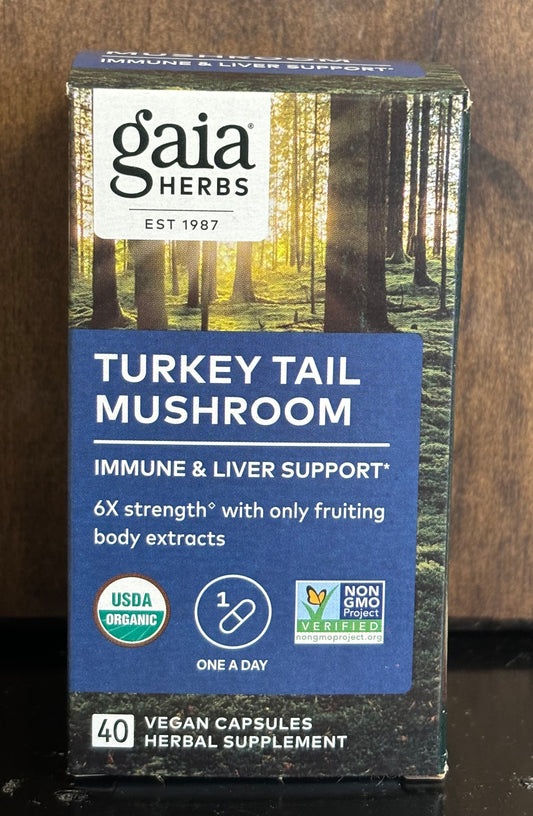 MUSHROOM
IMMUNE & LIVER SUPPORT*
gaia®
HERBS
EST 1987
TURKEY TAIL
MUSHROOM
IMMUNE & LIVER SUPPORT*
6X strength◊ with only fruiting
body extracts
USDA
ORGANIC
1
ONE A DAY
NON
GMO
Project
VERIFIED
nongmoproject.org
40 VEGAN CAPSULES
HERBAL SUPPLEMENT